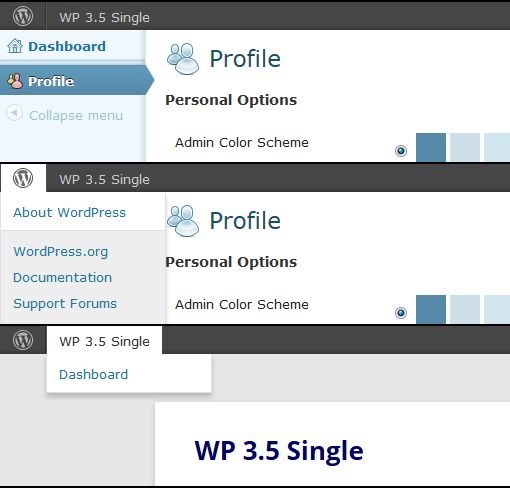 WP 3.5 Single
Dashboard
Profile
Profile
Personal Options
Collapse menu
Admin Color Scheme
WP 3.5 Single
About WordPress
Profile
WordPress.org
Personal Options
Documentation
Support Forums
Admin Color Scheme
WP 3.5 Single
Dashboard
WP 3.5 Single